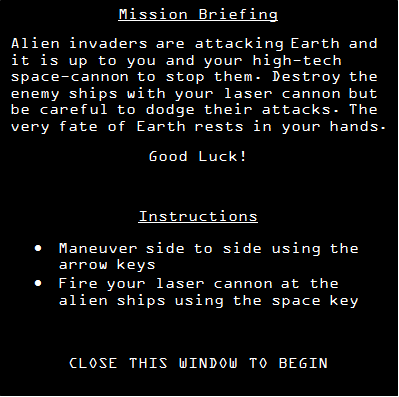 Mission Briefing
Alien invaders are attacking Earth and
it is up to you and your high-tech
space-cannon to stop them. Destroy the
enemy ships with your laser cannon but
be careful to dodge their attacks. The
very fate of Earth rests in your hands.
Good Luck!
Instructions
• Maneuver side to side using the
arrow keys
• Fire your laser cannon at the
alien ships using the space key
CLOSE THIS WINDOW TO BEGIN